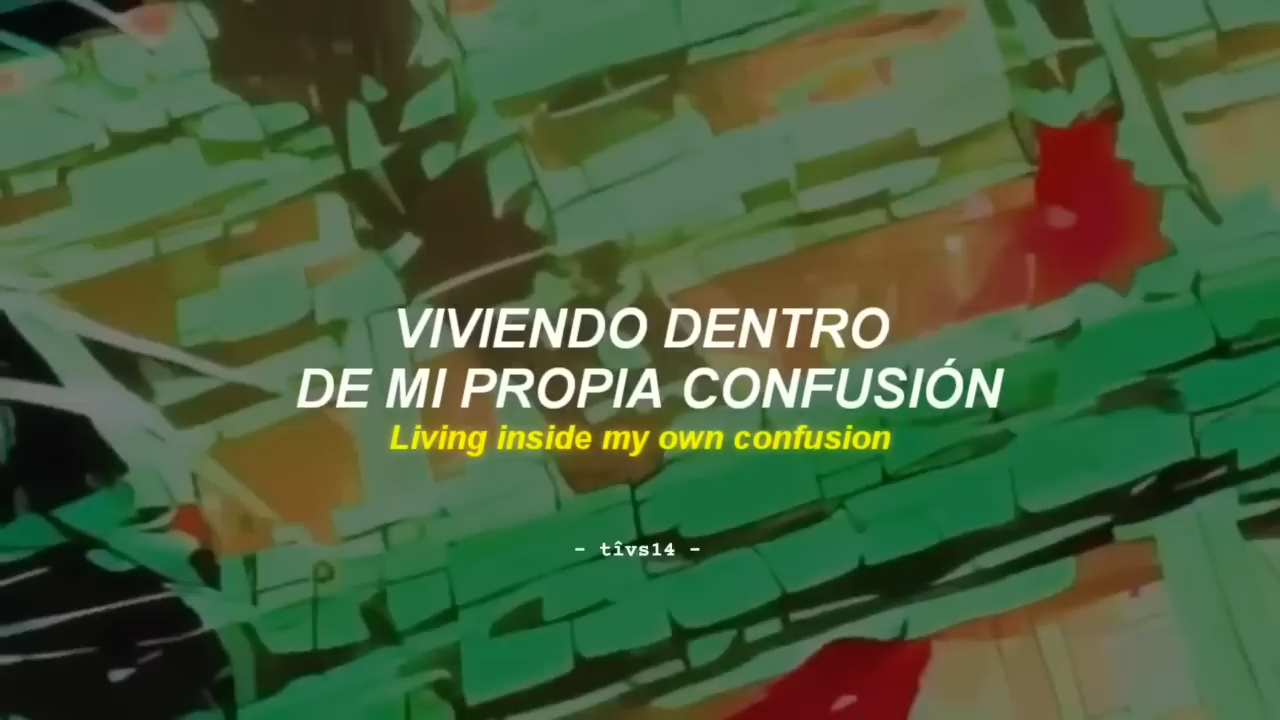 VIVIENDO DENTRO
DE MI PROPIA CONFUSIÓN
Living inside my own confusion
- tîvs14 -